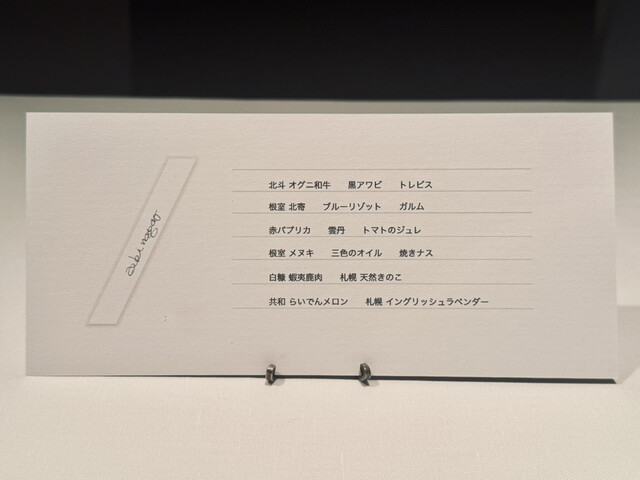 北斗 オグニ和牛　黒アワビ　トレビス
根室 北寄　ブルーリゾット　ガルム
赤パプリカ　雲丹　トマトのジュレ
根室 メヌキ　三色のオイル　焼きナス
白糠 蝦夷鹿肉　札幌 天然きのこ
共和 らいでんメロン　札幌 イングリッシュラベンダー